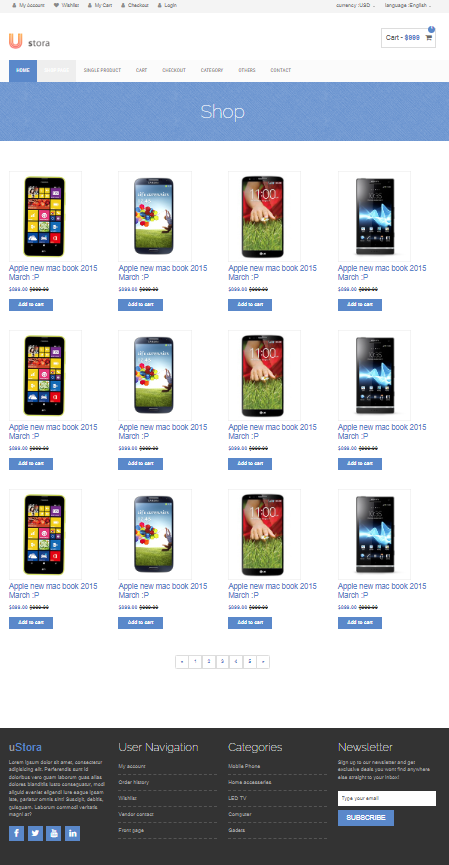 My Account Wishlist My Cart Checkout Login currency :USD language :English
ustora Cart - $899
HOME SHOP PAGE SINGLE PRODUCT CART CHECKOUT CATEGORY OTHERS CONTACT
Shop
Apple new mac book 2015 Apple new mac book 2015 Apple new mac book 2015 Apple new mac book 2015
March :P March :P March :P March :P
$899.00 $999.00 $899.00 $999.00 $899.00 $999.00 $899.00 $999.00
Add to cart Add to cart Add to cart Add to cart
Apple new mac book 2015 Apple new mac book 2015 Apple new mac book 2015 Apple new mac book 2015
March :P March :P March :P March :P
$899.00 $999.00 $899.00 $999.00 $899.00 $999.00 $899.00 $999.00
Add to cart Add to cart Add to cart Add to cart
Apple new mac book 2015 Apple new mac book 2015 Apple new mac book 2015 Apple new mac book 2015
March :P March :P March :P March :P
$899.00 $999.00 $899.00 $999.00 $899.00 $999.00 $899.00 $999.00
Add to cart Add to cart Add to cart Add to cart
« 1 2 3 4 5 »
uStora
Lorem ipsum dolor sit amet, consectetur
adipisicing elit. Perferendis sunt id
doloribus vero quam laborum quas alias
dolores blanditiis iusto consequatur, modi
aliquid eveniet eligendi iure eaque ipsam
iste, pariatur omnis sint! Suscipit, debitis,
quisquam. Laborum commodi veritatis
magni at?
User Navigation
My account
Order history
Wishlist
Vendor contact
Front page
Categories
Mobile Phone
Home accesseries
LED TV
Computer
Gadets
Newsletter
Sign up to our newsletter and get
exclusive deals you wont find anywhere
else straight to your inbox!
Type your email
SUBSCRIBE